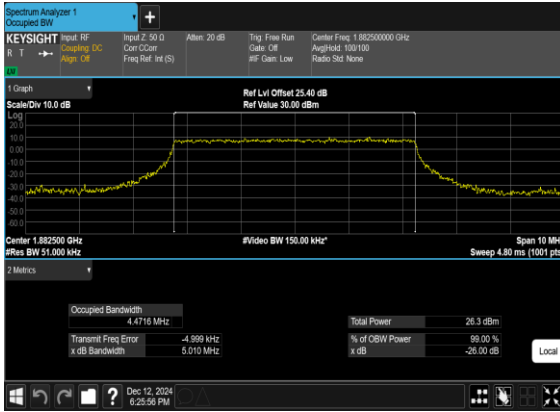 Spectrum Analyzer 1
Occupied BW
+
KEYSIGHT
R T
LXI
Input: RF
Coupling: DC
Align: Off
Input Z: 50 Ω
Corr CCorr
Freq Ref: Int (S)
Atten: 20 dB
Trig: Free Run
Gate: Off
#IF Gain: Low
Center Freq: 1.882500000 GHz
Avg|Hold: 100/100
Radio Std: None
1 Graph
Scale/Div 10.0 dB
Ref Lvl Offset 25.40 dB
Ref Value 30.00 dBm
Log
20.0
10.0
0.00
-10.0
-20.0
-30.0
-40.0
-50.0
-60.0
Center 1.882500 GHz
#Res BW 51.000 kHz
#Video BW 150.00 kHz*
Span 10 MH
Sweep 4.80 ms (1001 pts
2 Metrics
Occupied Bandwidth
4.4716 MHz
Transmit Freq Error -4.999 kHz
x dB Bandwidth 5.010 MHz
Total Power 26.3 dBm
% of OBW Power 99.00 %
x dB -26.00 dB
Local
?
Dec 12, 2024
6:25:56 PM